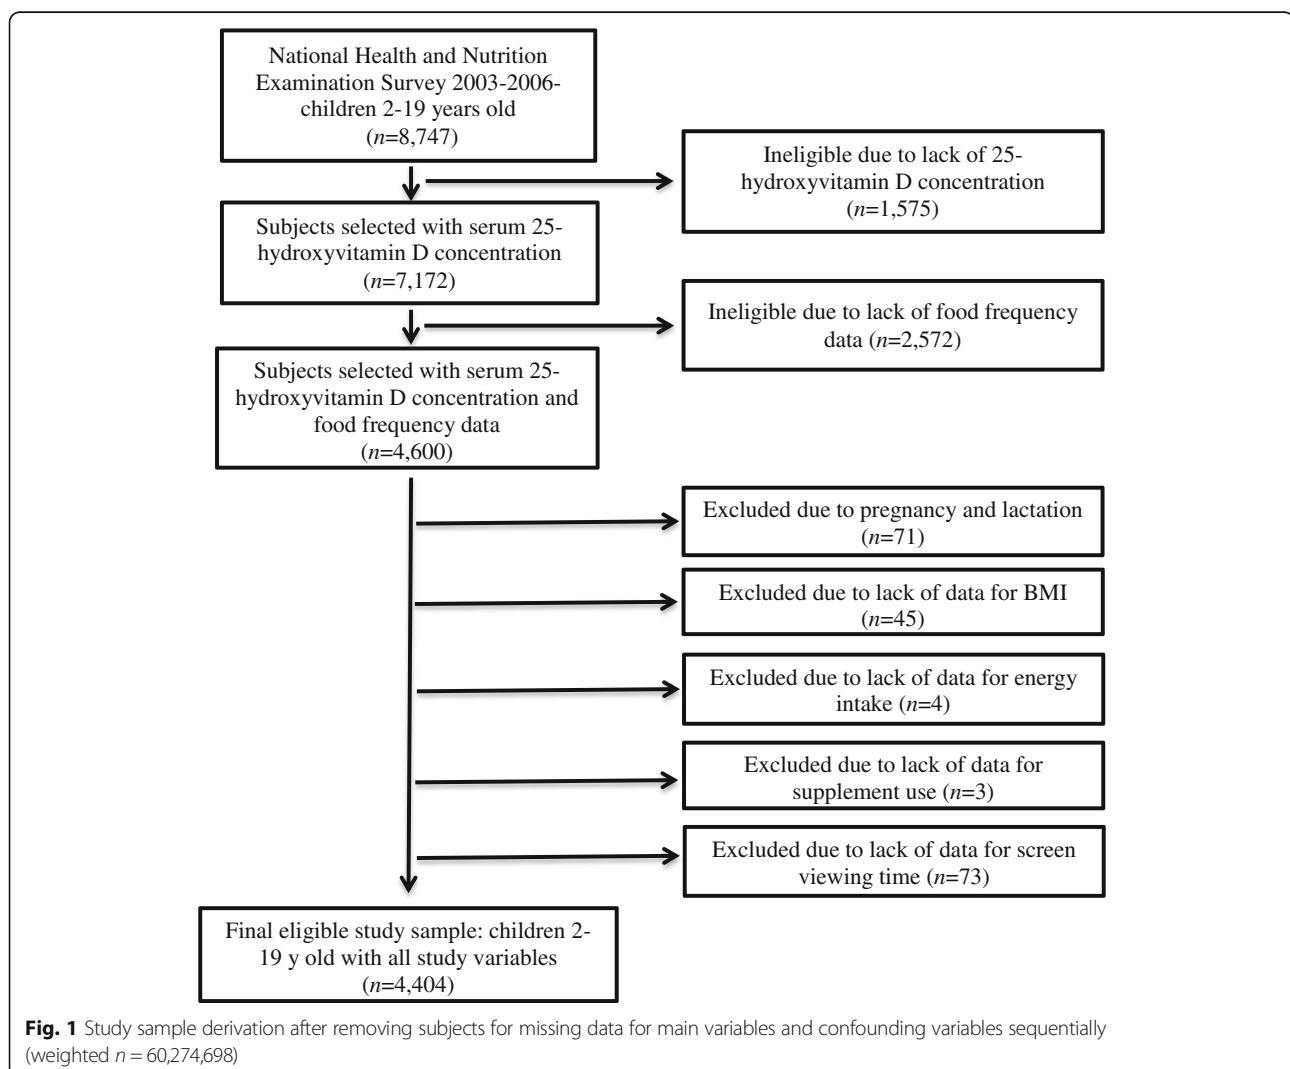 National Health and Nutrition
Examination Survey 2003-2006-
children 2-19 years old
(n=8,747)
Ineligible due to lack of 25-
hydroxyvitamin D concentration
(n=1,575)
Subjects selected with serum 25-
hydroxyvitamin D concentration
(n=7,172)
Ineligible due to lack of food frequency
data (n=2,572)
Subjects selected with serum 25-
hydroxyvitamin D concentration and
food frequency data
(n=4,600)
Excluded due to pregnancy and lactation
(n=71)
Excluded due to lack of data for BMI
(n=45)
Excluded due to lack of data for energy
intake (n=4)
Excluded due to lack of data for
supplement use (n=3)
Excluded due to lack of data for screen
viewing time (n=73)
Final eligible study sample: children 2-
19 y old with all study variables
(n=4,404)
Fig. 1 Study sample derivation after removing subjects for missing data for main variables and confounding variables sequentially
(weighted n = 60,274,698)